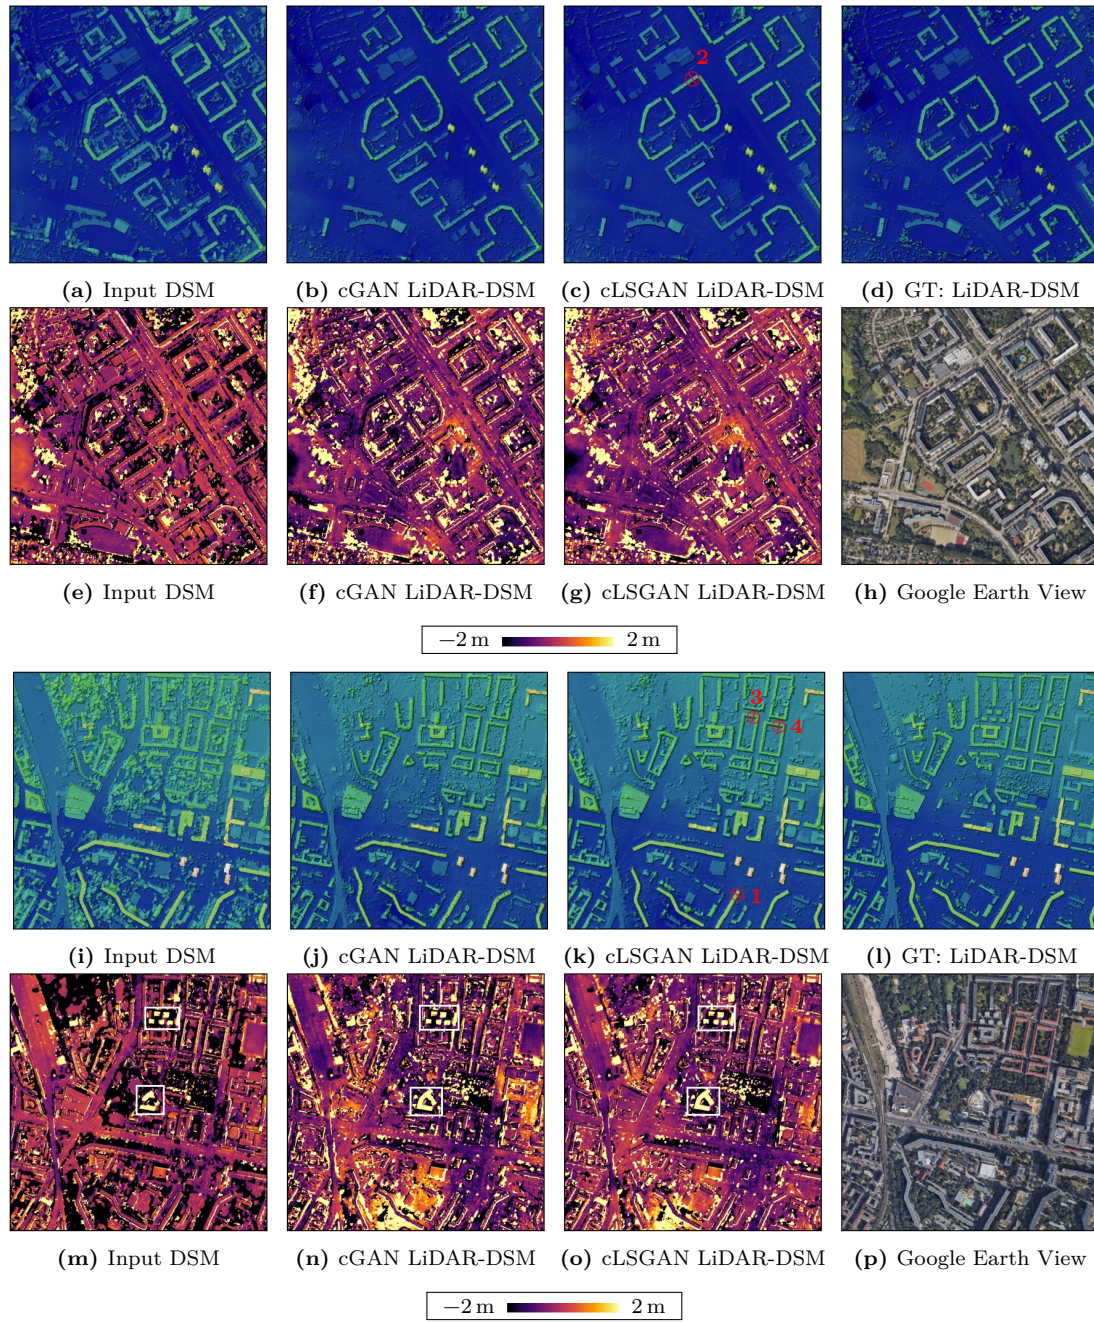 2
(a) Input DSM (b) cGAN LiDAR-DSM (c) cLSGAN LiDAR-DSM (d) GT: LiDAR-DSM
(e) Input DSM (f) cGAN LiDAR-DSM (g) cLSGAN LiDAR-DSM (h) Google Earth View
−2 m 2 m
3
4
1
(i) Input DSM (j) cGAN LiDAR-DSM (k) cLSGAN LiDAR-DSM (l) GT: LiDAR-DSM
(m) Input DSM (n) cGAN LiDAR-DSM (o) cLSGAN LiDAR-DSM (p) Google Earth View
−2 m 2 m